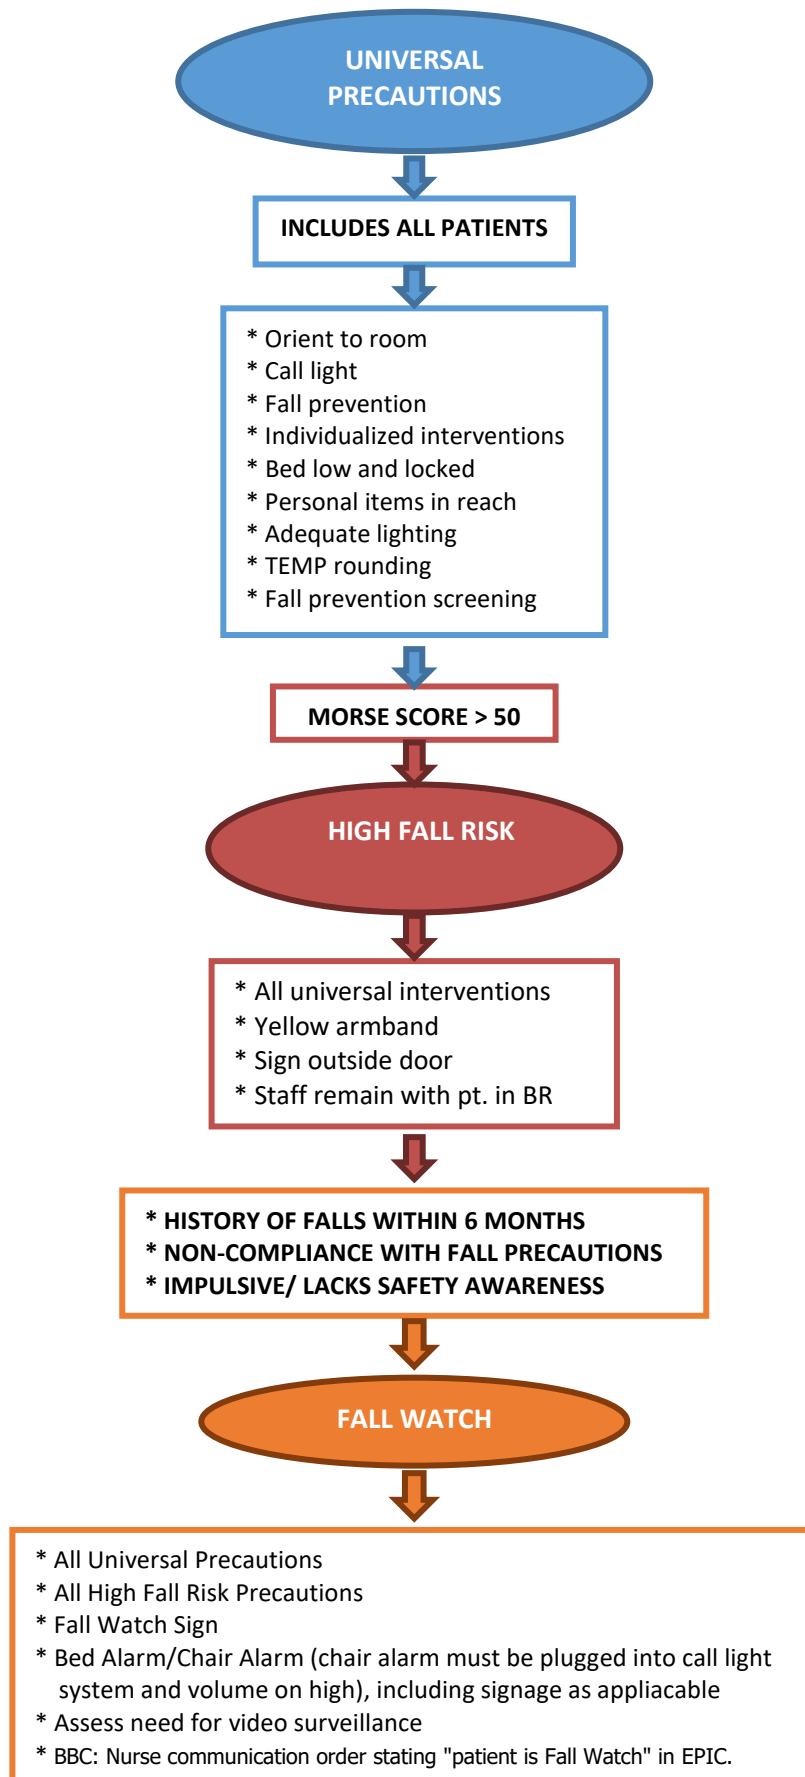 UNIVERSAL
PRECAUTIONS
INCLUDES ALL PATIENTS
* Orient to room
* Call light
* Fall prevention
* Individualized interventions
* Bed low and locked
* Personal items in reach
* Adequate lighting
* TEMP rounding
* Fall prevention screening
MORSE SCORE > 50
HIGH FALL RISK
* All universal interventions
* Yellow armband
* Sign outside door
* Staff remain with pt. in BR
* HISTORY OF FALLS WITHIN 6 MONTHS
* NON-COMPLIANCE WITH FALL PRECAUTIONS
* IMPULSIVE/ LACKS SAFETY AWARENESS
FALL WATCH
* All Universal Precautions
* All High Fall Risk Precautions
* Fall Watch Sign
* Bed Alarm/Chair Alarm (chair alarm must be plugged into call light
system and volume on high), including signage as appliacable
* Assess need for video surveillance
* BBC: Nurse communication order stating "patient is Fall Watch" in EPIC.